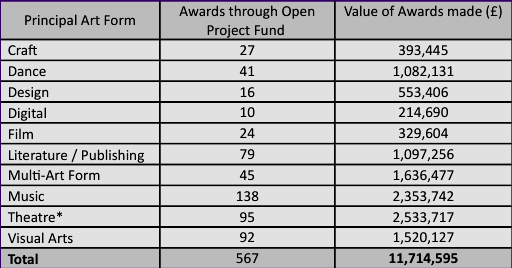 Principal Art Form Awards through Open Project Fund Value of Awards made (£)
Craft 27 393,445
Dance 41 1,082,131
Design 16 553,406
Digital 10 214,690
Film 24 329,604
Literature / Publishing 79 1,097,256
Multi-Art Form 45 1,636,477
Music 138 2,353,742
Theatre* 95 2,533,717
Visual Arts 92 1,520,127
Total 567 11,714,595